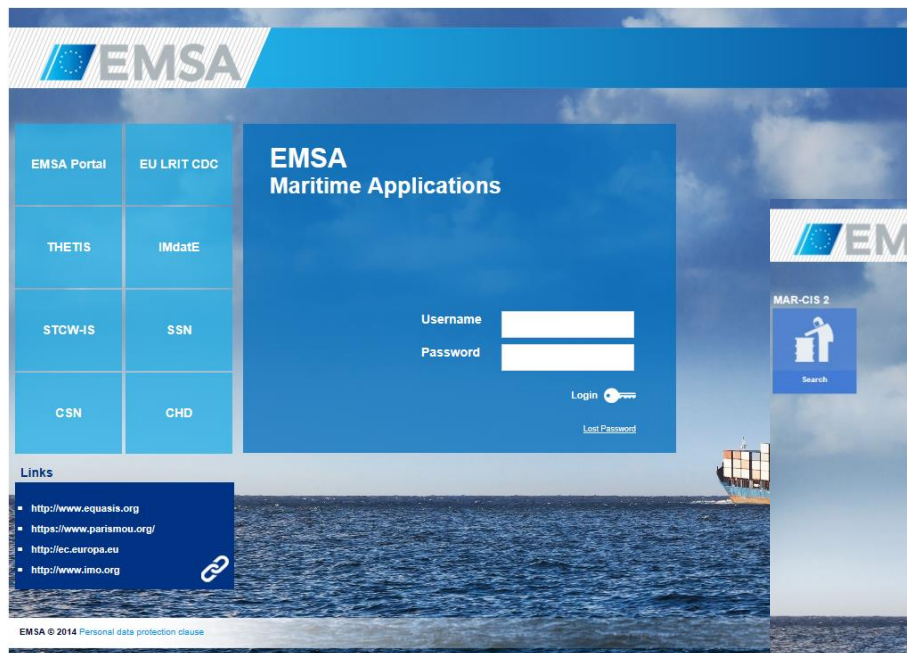 EMSA
EMSA Portal
EU LRIT CDC
THETIS
IMdatE
STCW-IS
SSN
CSN
CHD
EMSA
Maritime Applications
Username
Password
Login
Lost Password
Links
http://www.equasis.org
https://www.parismou.org/
http://ec.europa.eu
http://www.imo.org
EMSA © 2014 Personal data protection clause
EM
MAR-CIS 2
Search